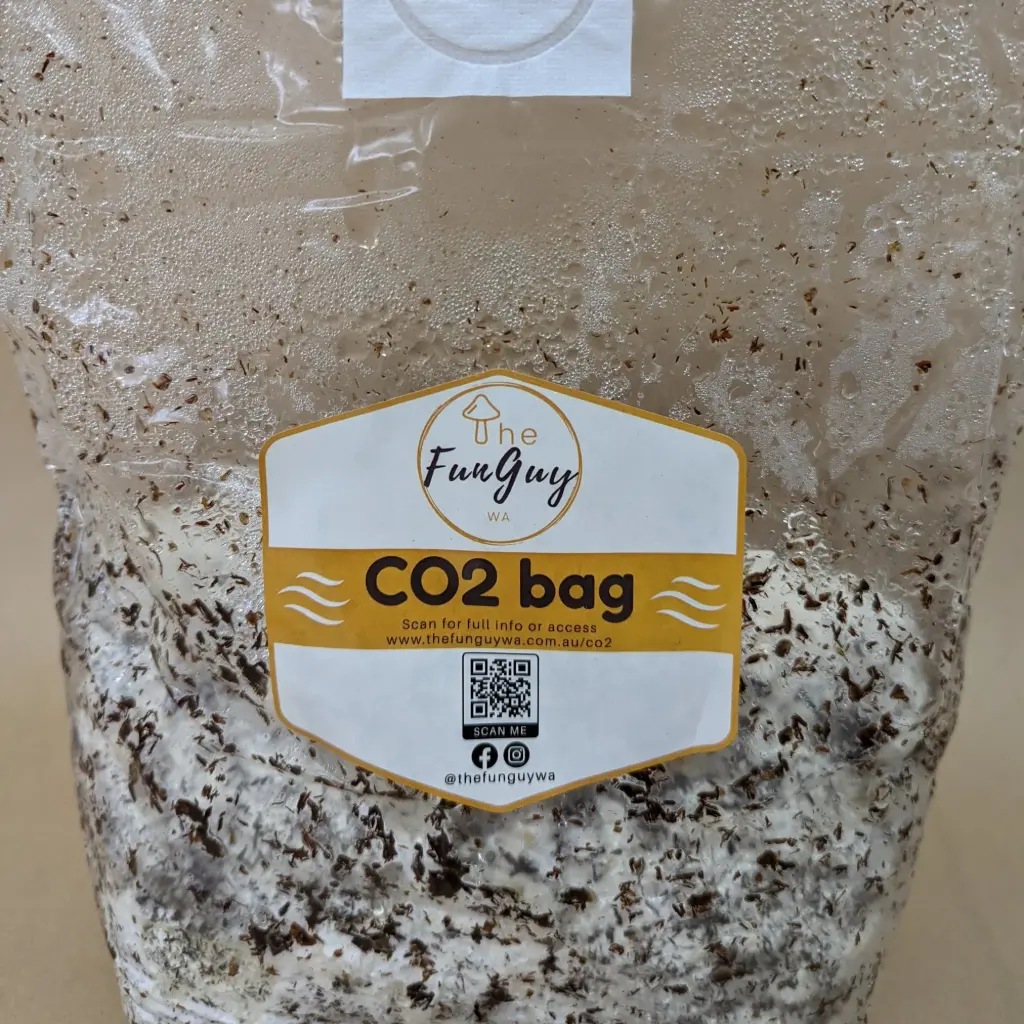 The
FunGuy
WA
CO2 bag
Scan for full info or access
www.thefunguywa.com.au/co2
SCAN ME
@thefunguywa